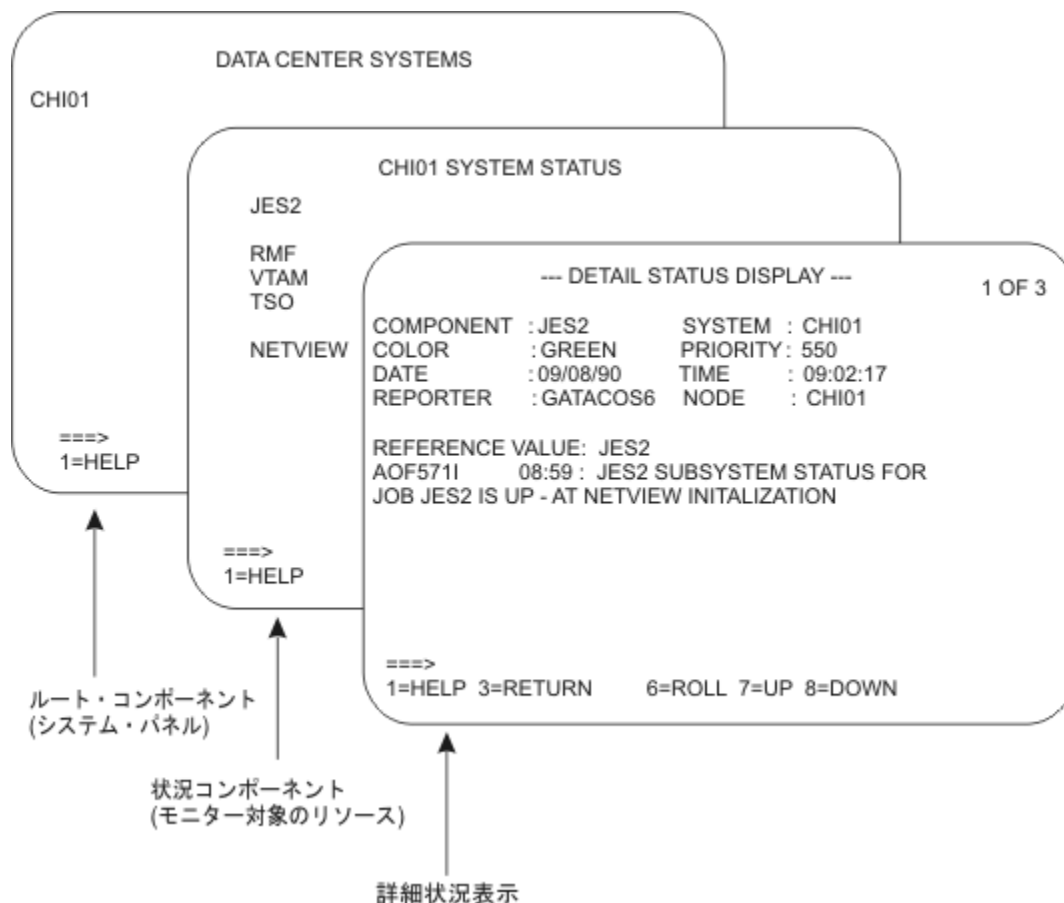 DATA CENTER SYSTEMS
CHI01
===>
1=HELP
CHI01 SYSTEM STATUS
JES2
RMF
VTAM
TSO
NETVIEW
===>
1=HELP
--- DETAIL STATUS DISPLAY ---
1 OF 3
COMPONENT : JES2 SYSTEM : CHI01
COLOR : GREEN PRIORITY : 550
DATE : 09/08/90 TIME : 09:02:17
REPORTER : GATACOS6 NODE : CHI01
REFERENCE VALUE: JES2
AOF571I 08:59 : JES2 SUBSYSTEM STATUS FOR
JOB JES2 IS UP - AT NETVIEW INITALIZATION
===>
1=HELP 3=RETURN 6=ROLL 7=UP 8=DOWN
ルート・コンポーネント
(システム・パネル)
状況コンポーネント
(モニター対象のリソース)
詳細状況表示